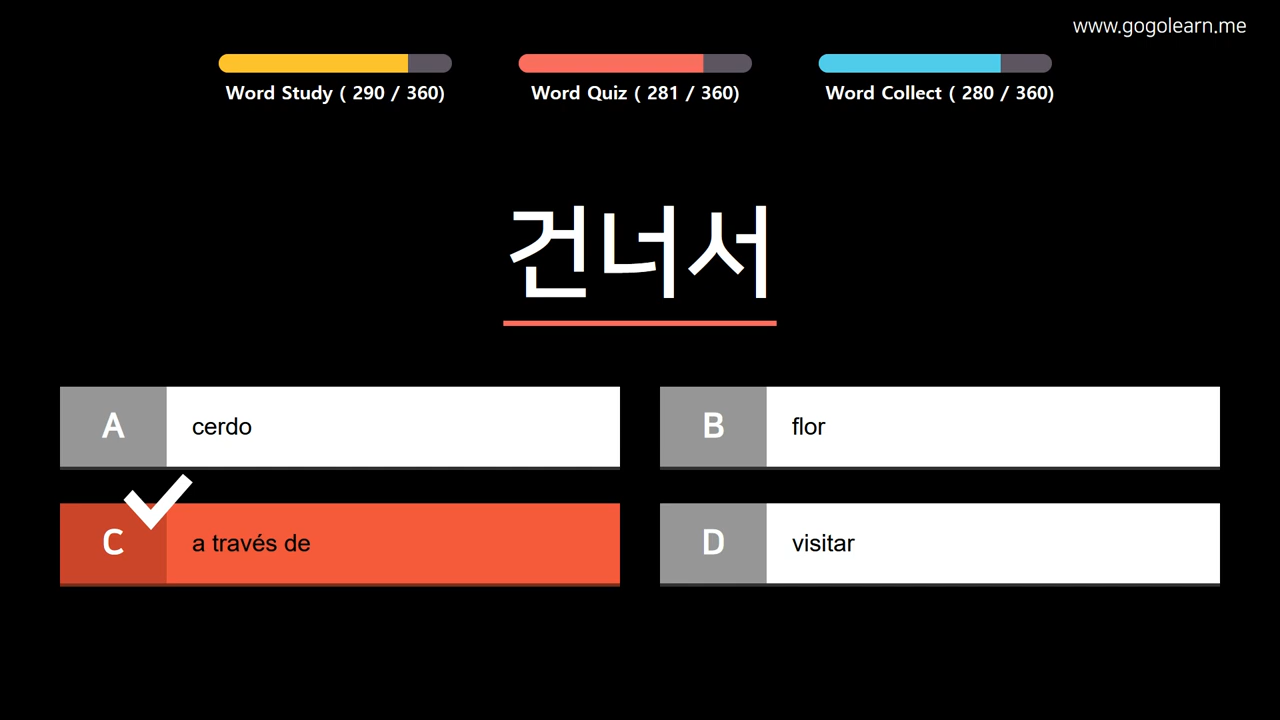 www.gogolearn.me
Word Study ( 290 / 360)
Word Quiz ( 281 / 360)
Word Collect ( 280 / 360)
건너서
A cerdo
B flor
C a través de
D visitar